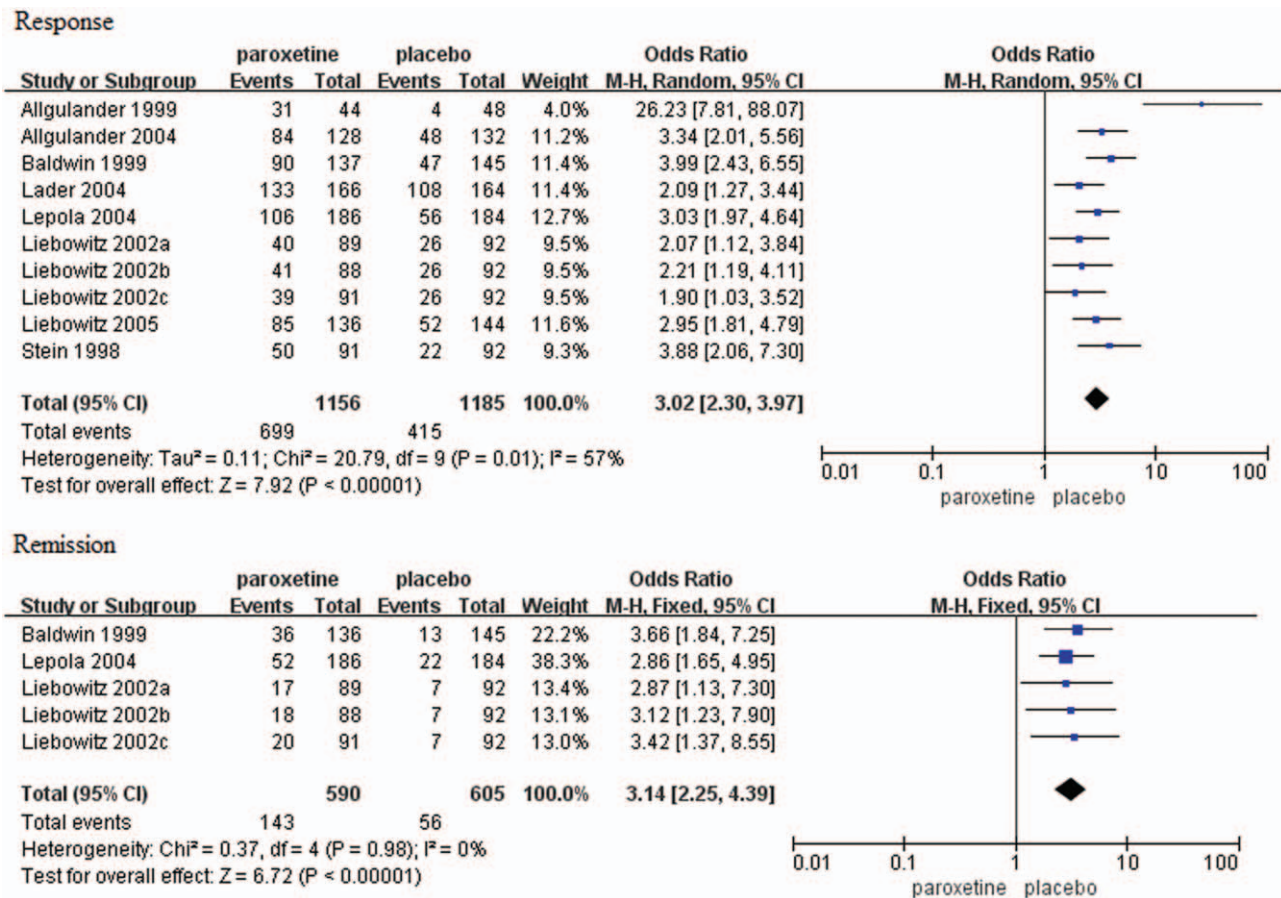 Response
paroxetine placebo Odds Ratio Odds Ratio
Study or Subgroup Events Total Events Total Weight M-H, Random, 95% CI M-H, Random, 95% CI
Allgulander 1999 31 44 4 48 4.0% 26.23 [7.81, 88.07]
Allgulander 2004 84 128 48 132 11.2% 3.34 [2.01, 5.56]
Baldwin 1999 90 137 47 145 11.4% 3.99 [2.43, 6.55]
Lader 2004 133 166 108 164 11.4% 2.09 [1.27, 3.44]
Lepola 2004 106 186 56 184 12.7% 3.03 [1.97, 4.64]
Liebowitz 2002a 40 89 26 92 9.5% 2.07 [1.12, 3.84]
Liebowitz 2002b 41 88 26 92 9.5% 2.21 [1.19, 4.11]
Liebowitz 2002c 39 91 26 92 9.5% 1.90 [1.03, 3.52]
Liebowitz 2005 85 136 52 144 11.6% 2.95 [1.81, 4.79]
Stein 1998 50 91 22 92 9.3% 3.88 [2.06, 7.30]
Total (95% CI) 1156 1185 100.0% 3.02 [2.30, 3.97]
Total events 699 415
Heterogeneity: Tau² = 0.11; Chi² = 20.79, df = 9 (P = 0.01); I² = 57%
Test for overall effect: Z = 7.92 (P < 0.00001)
0.01 0.1 1 10 100
paroxetine placebo
Remission
paroxetine placebo Odds Ratio Odds Ratio
Study or Subgroup Events Total Events Total Weight M-H, Fixed, 95% CI M-H, Fixed, 95% CI
Baldwin 1999 36 136 13 145 22.2% 3.66 [1.84, 7.25]
Lepola 2004 52 186 22 184 38.3% 2.86 [1.65, 4.95]
Liebowitz 2002a 17 89 7 92 13.4% 2.87 [1.13, 7.30]
Liebowitz 2002b 18 88 7 92 13.1% 3.12 [1.23, 7.90]
Liebowitz 2002c 20 91 7 92 13.0% 3.42 [1.37, 8.55]
Total (95% CI) 590 605 100.0% 3.14 [2.25, 4.39]
Total events 143 56
Heterogeneity: Chi² = 0.37, df = 4 (P = 0.98); I² = 0%
Test for overall effect: Z = 6.72 (P < 0.00001)
0.01 0.1 1 10 100
paroxetine placebo